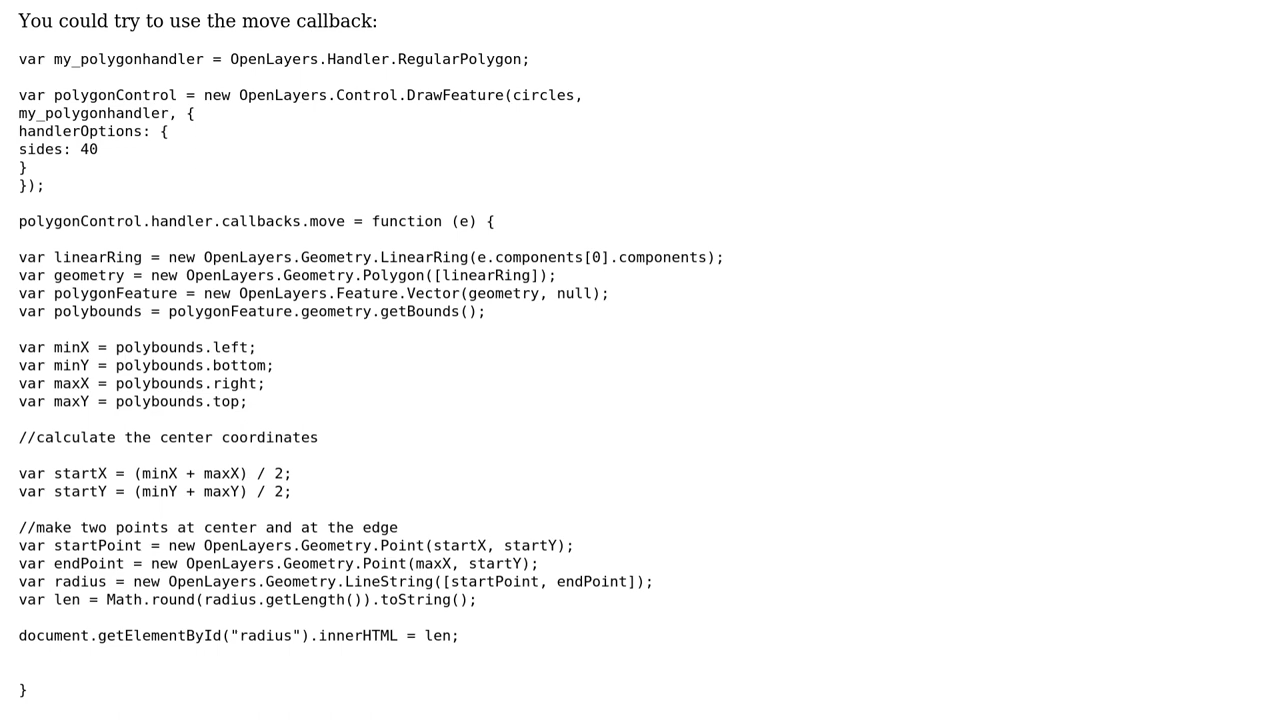 You could try to use the move callback:
var my_polygonhandler = OpenLayers.Handler.RegularPolygon;
var polygonControl = new OpenLayers.Control.DrawFeature(circles,
my_polygonhandler, {
handlerOptions: {
sides: 40
}
});
polygonControl.handler.callbacks.move = function (e) {
var linearRing = new OpenLayers.Geometry.LinearRing(e.components[0].components);
var geometry = new OpenLayers.Geometry.Polygon([linearRing]);
var polygonFeature = new OpenLayers.Feature.Vector(geometry, null);
var polybounds = polygonFeature.geometry.getBounds();
var minX = polybounds.left;
var minY = polybounds.bottom;
var maxX = polybounds.right;
var maxY = polybounds.top;
//calculate the center coordinates
var startX = (minX + maxX) / 2;
var startY = (minY + maxY) / 2;
//make two points at center and at the edge
var startPoint = new OpenLayers.Geometry.Point(startX, startY);
var endPoint = new OpenLayers.Geometry.Point(maxX, startY);
var radius = new OpenLayers.Geometry.LineString([startPoint, endPoint]);
var len = Math.round(radius.getLength()).toString();
document.getElementById("radius").innerHTML = len;
}